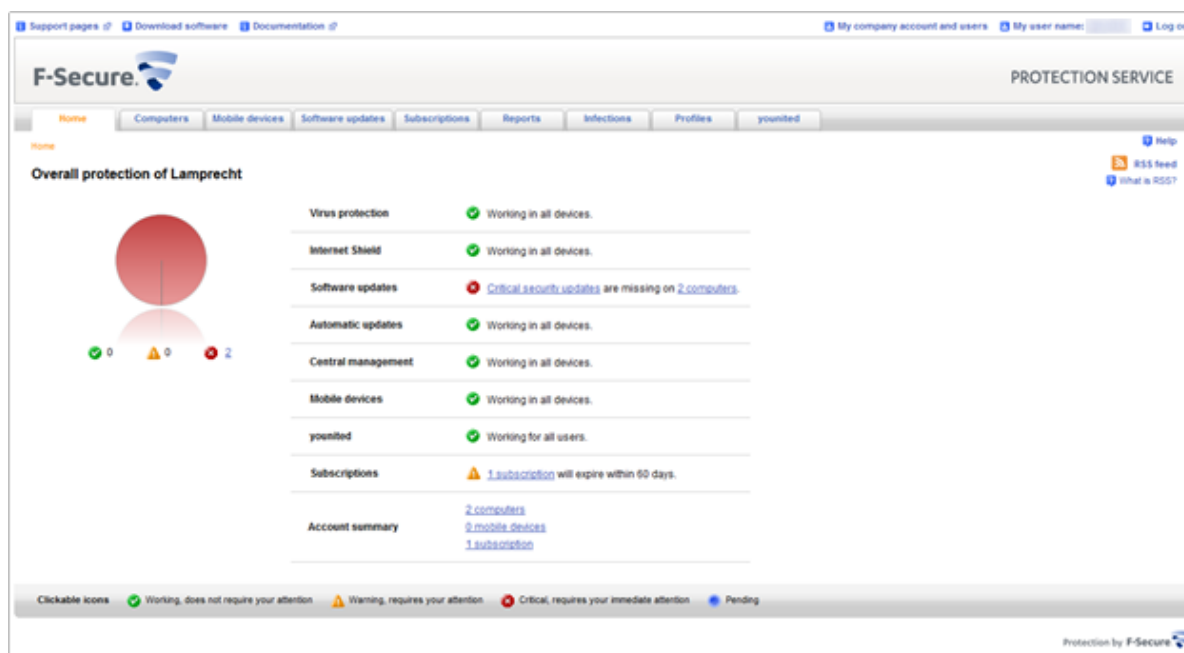 Support pages Download software Documentation My company account and users My user name: Log o
F-Secure. PROTECTION SERVICE
Home Computers Mobile devices Software updates Subscriptions Reports Infections Profiles younited
Home Help
RSS feed
Overall protection of Lamprecht What is RSS?
Virus protection Working in all devices.
Internet Shield Working in all devices.
Software updates Critical security updates are missing on 2 computers.
Automatic updates Working in all devices.
0 0 2
Central management Working in all devices.
Mobile devices Working in all devices.
younited Working for all users.
Subscriptions 1 subscription will expire within 60 days.
Account summary 2 computers
0 mobile devices
1 subscription
Clickable icons Working, does not require your attention Warning, requires your attention Critical, requires your immediate attention Pending
Protection by F-Secure